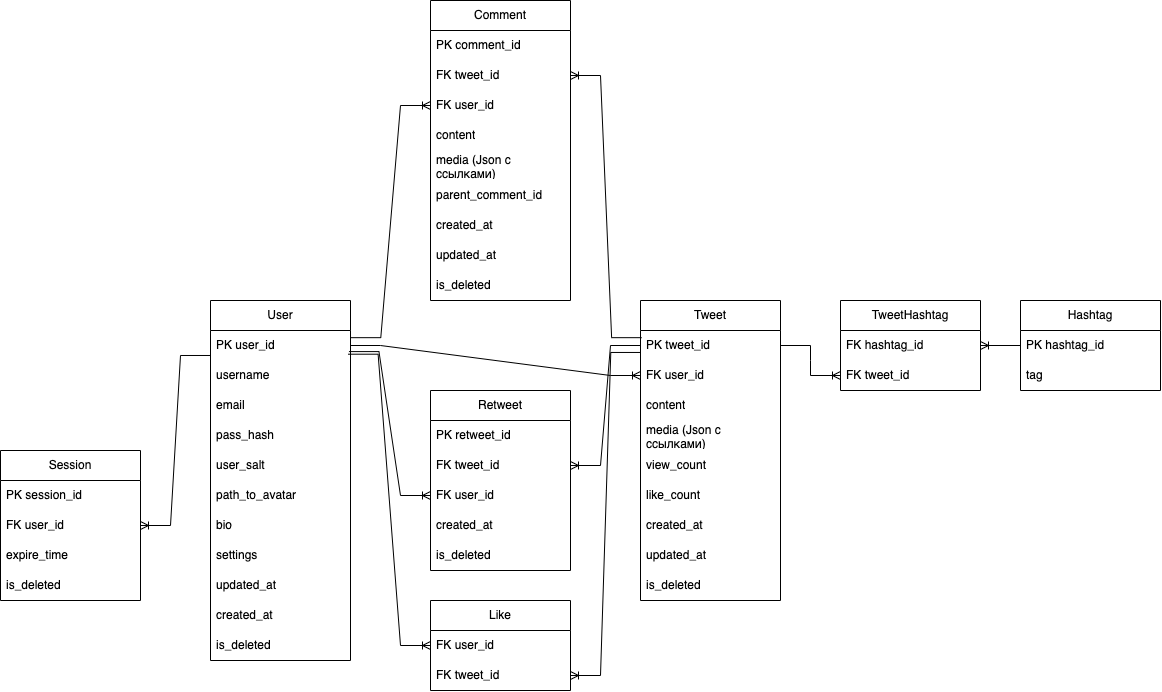 Comment
PK comment_id
FK tweet_id
FK user_id
content
media (Json с
ссылками)
parent_comment_id
created_at
updated_at
is_deleted
User
PK user_id
username
email
pass_hash
user_salt
path_to_avatar
bio
settings
updated_at
created_at
is_deleted
Session
PK session_id
FK user_id
expire_time
is_deleted
Retweet
PK retweet_id
FK tweet_id
FK user_id
created_at
is_deleted
Like
FK user_id
FK tweet_id
Tweet
PK tweet_id
FK user_id
content
media (Json с
ссылками)
view_count
like_count
created_at
updated_at
is_deleted
TweetHashtag
FK hashtag_id
FK tweet_id
Hashtag
PK hashtag_id
tag